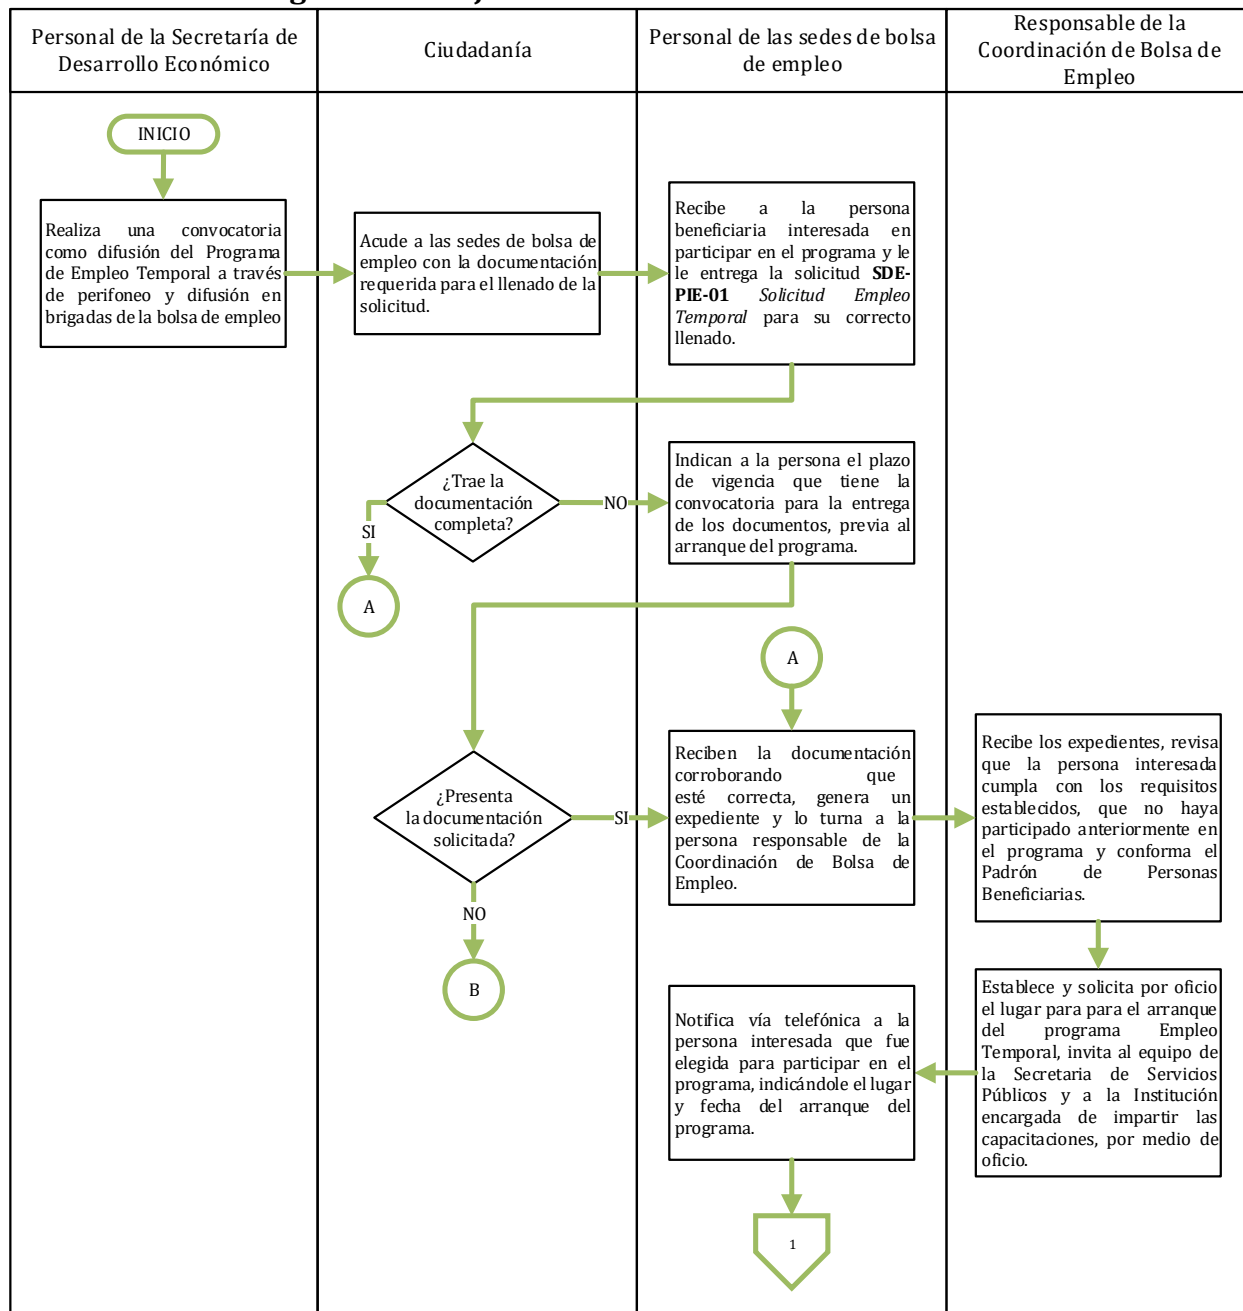 Personal de la Secretaría de
Desarrollo Económico
Ciudadanía
Personal de las sedes de bolsa
de empleo
Responsable de la
Coordinación de Bolsa de
Empleo
INICIO
Realiza una convocatoria
como difusión del Programa
de Empleo Temporal a través
de perifoneo y difusión en
brigadas de la bolsa de empleo
Acude a las sedes de bolsa de
empleo con la documentación
requerida para el llenado de la
solicitud.
Recibe a la persona
beneficiaria interesada en
participar en el programa y le
le entrega la solicitud SDE-
PIE-01 Solicitud Empleo
Temporal para su correcto
llenado.
¿Trae la
documentación
completa?
NO
SI
A
Indican a la persona el plazo
de vigencia que tiene la
convocatoria para la entrega
de los documentos, previa al
arranque del programa.
A
¿Presenta
la documentación
solicitada?
SI
NO
B
Reciben la documentación
corroborando que
esté correcta, genera un
expediente y lo turna a la
persona responsable de la
Coordinación de Bolsa de
Empleo.
Recibe los expedientes, revisa
que la persona interesada
cumpla con los requisitos
establecidos, que no haya
participado anteriormente en
el programa y conforma el
Padrón de Personas
Beneficiarias.
Establece y solicita por oficio
el lugar para para el arranque
del programa Empleo
Temporal, invita al equipo de
la Secretaria de Servicios
Públicos y a la Institución
encargada de impartir las
capacitaciones, por medio de
oficio.
Notifica vía telefónica a la
persona interesada que fue
elegida para participar en el
programa, indicándole el lugar
y fecha del arranque del
programa.
1